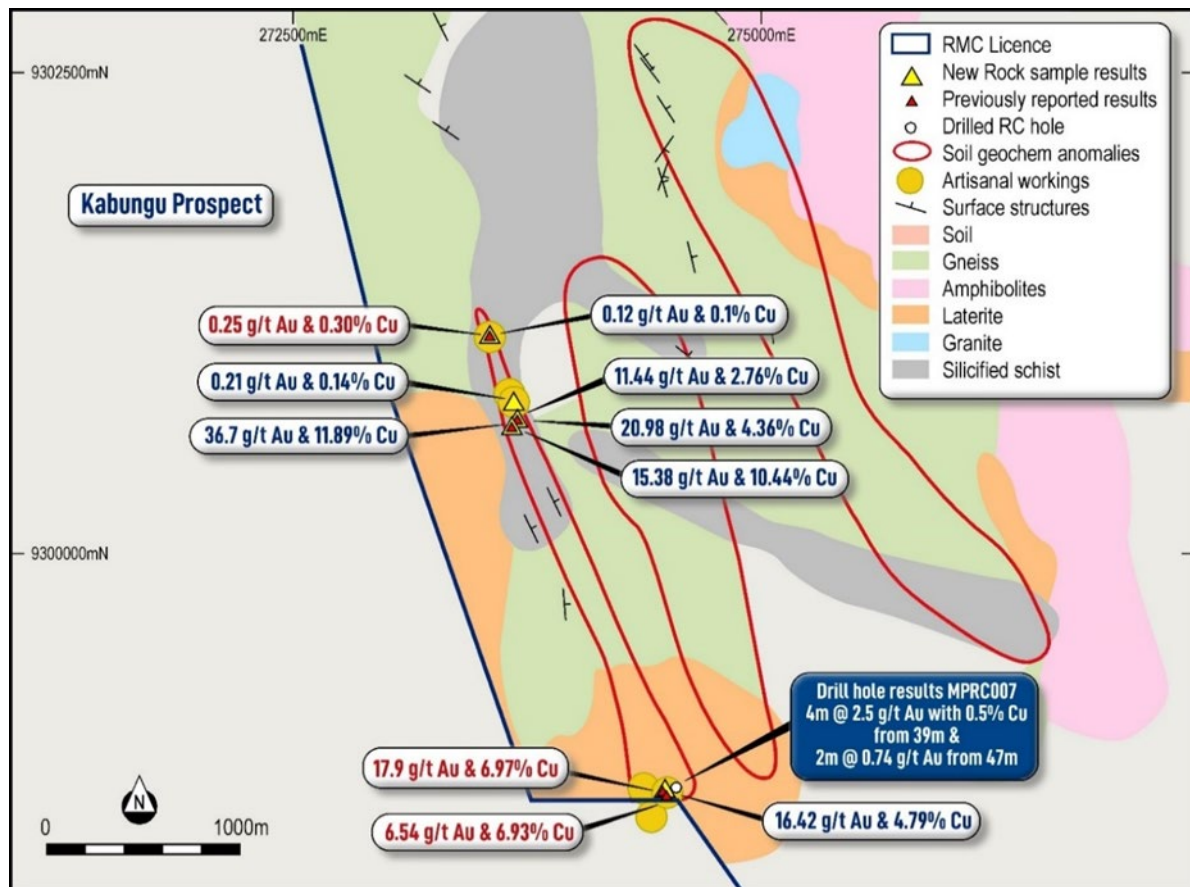 272500mE
275000mE
9302500mN
RMC Licence
New Rock sample results
Previously reported results
Drilled RC hole
Soil geochem anomalies
Artisanal workings
Surface structures
Soil
Gneiss
Amphibolites
Laterite
Granite
Silicified schist
Kabungu Prospect
0.25 g/t Au & 0.30% Cu
0.12 g/t Au & 0.1% Cu
0.21 g/t Au & 0.14% Cu
11.44 g/t Au & 2.76% Cu
36.7 g/t Au & 11.89% Cu
20.98 g/t Au & 4.36% Cu
15.38 g/t Au & 10.44% Cu
9300000mN
Drill hole results MPRC007
4m @ 2.5 g/t Au with 0.5% Cu
from 39m &
2m @ 0.74 g/t Au from 47m
17.9 g/t Au & 6.97% Cu
6.54 g/t Au & 6.93% Cu
16.42 g/t Au & 4.79% Cu
N
0 1000m